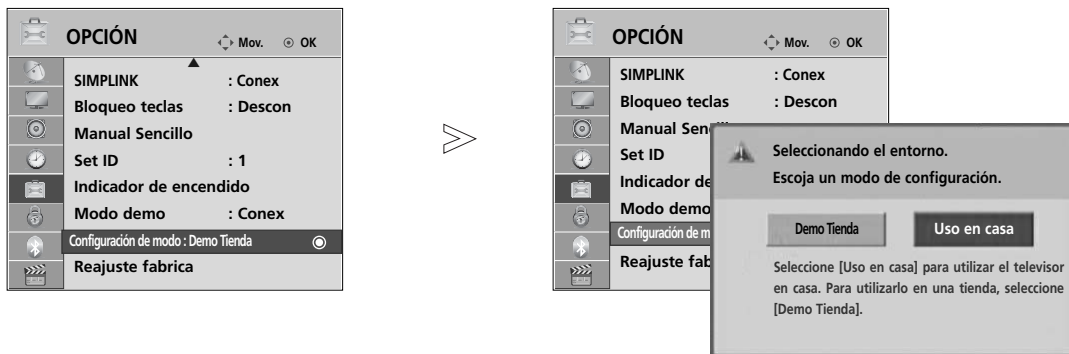 OPCIÓN Mov. OK
SIMPLINK : Conex
Bloqueo teclas : Descon
Manual Sencillo
Set ID : 1
Indicador de encendido
Modo demo : Conex
Configuración de modo : Demo Tienda
Reajuste fabrica
OPCIÓN Mov. OK
SIMPLINK : Conex
Bloqueo teclas : Descon
Manual Sen
Set ID
Indicador de
Modo demo
Configuración de m
Reajuste fab
Seleccionando el entorno.
Escoja un modo de configuración.
Demo Tienda Uso en casa
Seleccione [Uso en casa] para utilizar el televisor
en casa. Para utilizarlo en una tienda, seleccione
[Demo Tienda].